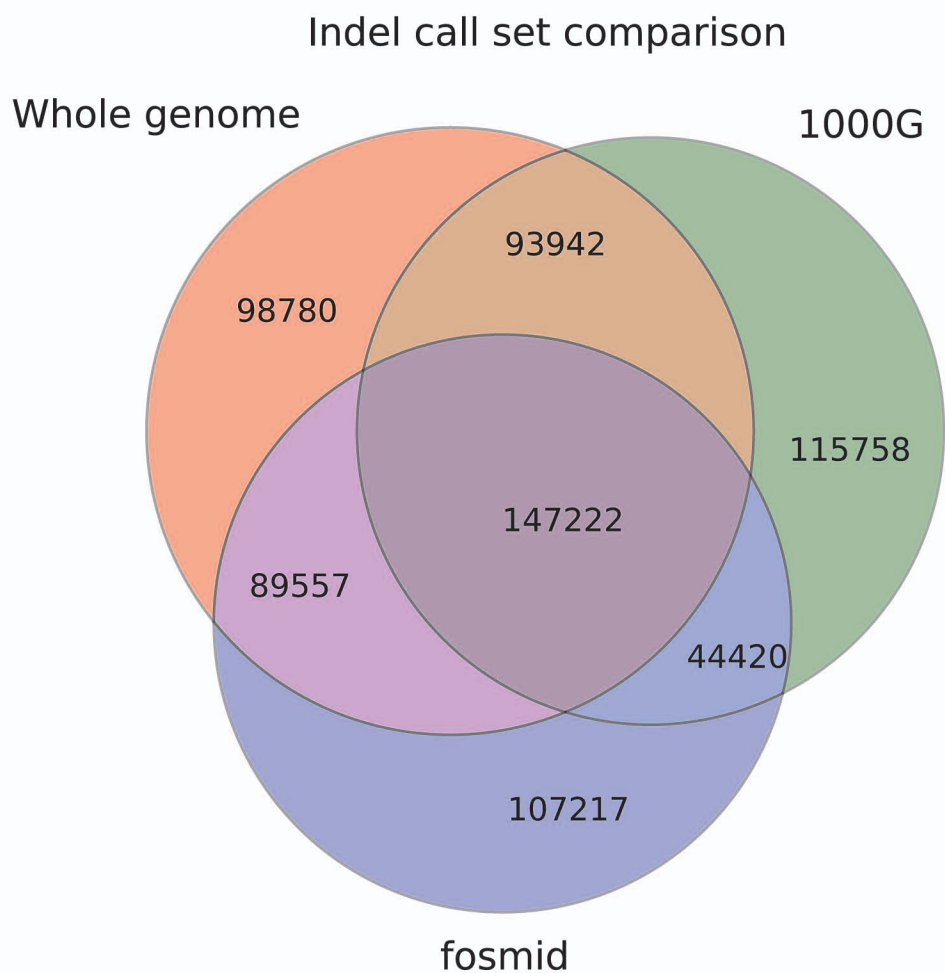 Indel call set comparison
Whole genome
1000G
93942
98780
115758
147222
89557
44420
107217
fosmid